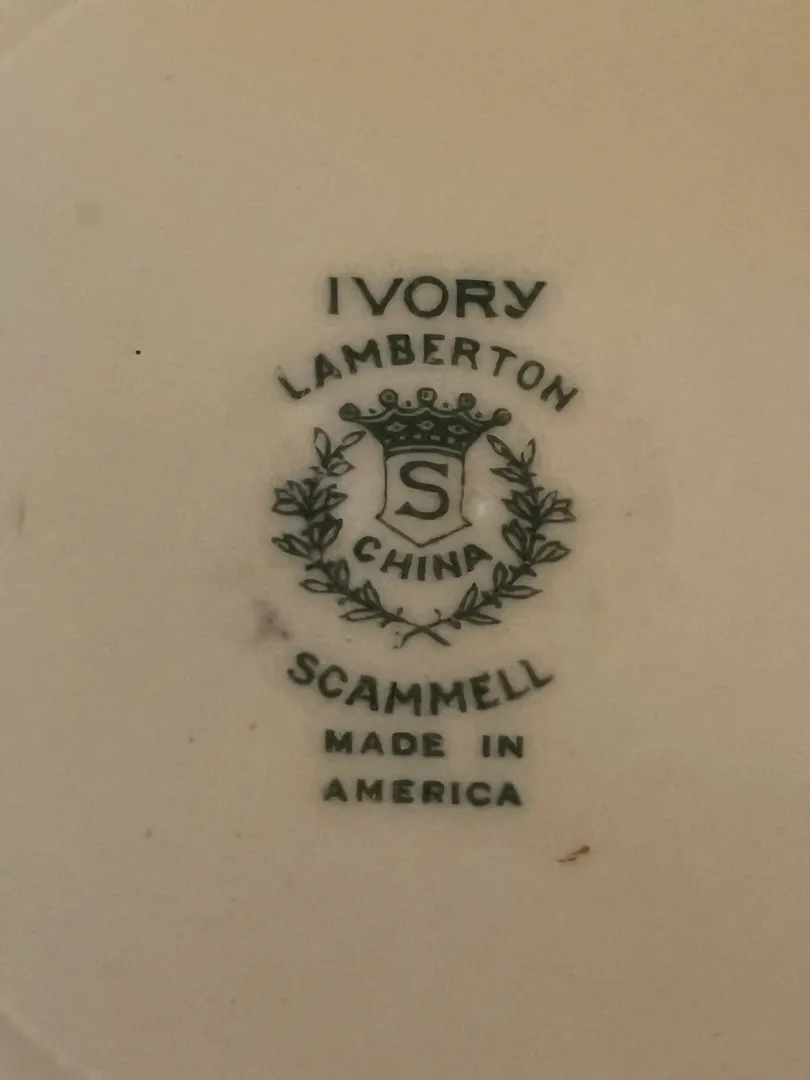 IVORY
LAMBERTON
S
CHINA
SCAMMELL
MADE IN
AMERICA